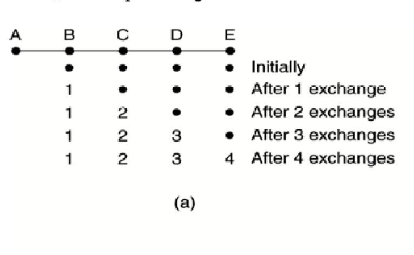 A B C D E
• • • • Initially
1 • • • After 1 exchange
1 2 • • After 2 exchanges
1 2 3 • After 3 exchanges
1 2 3 4 After 4 exchanges
(a)